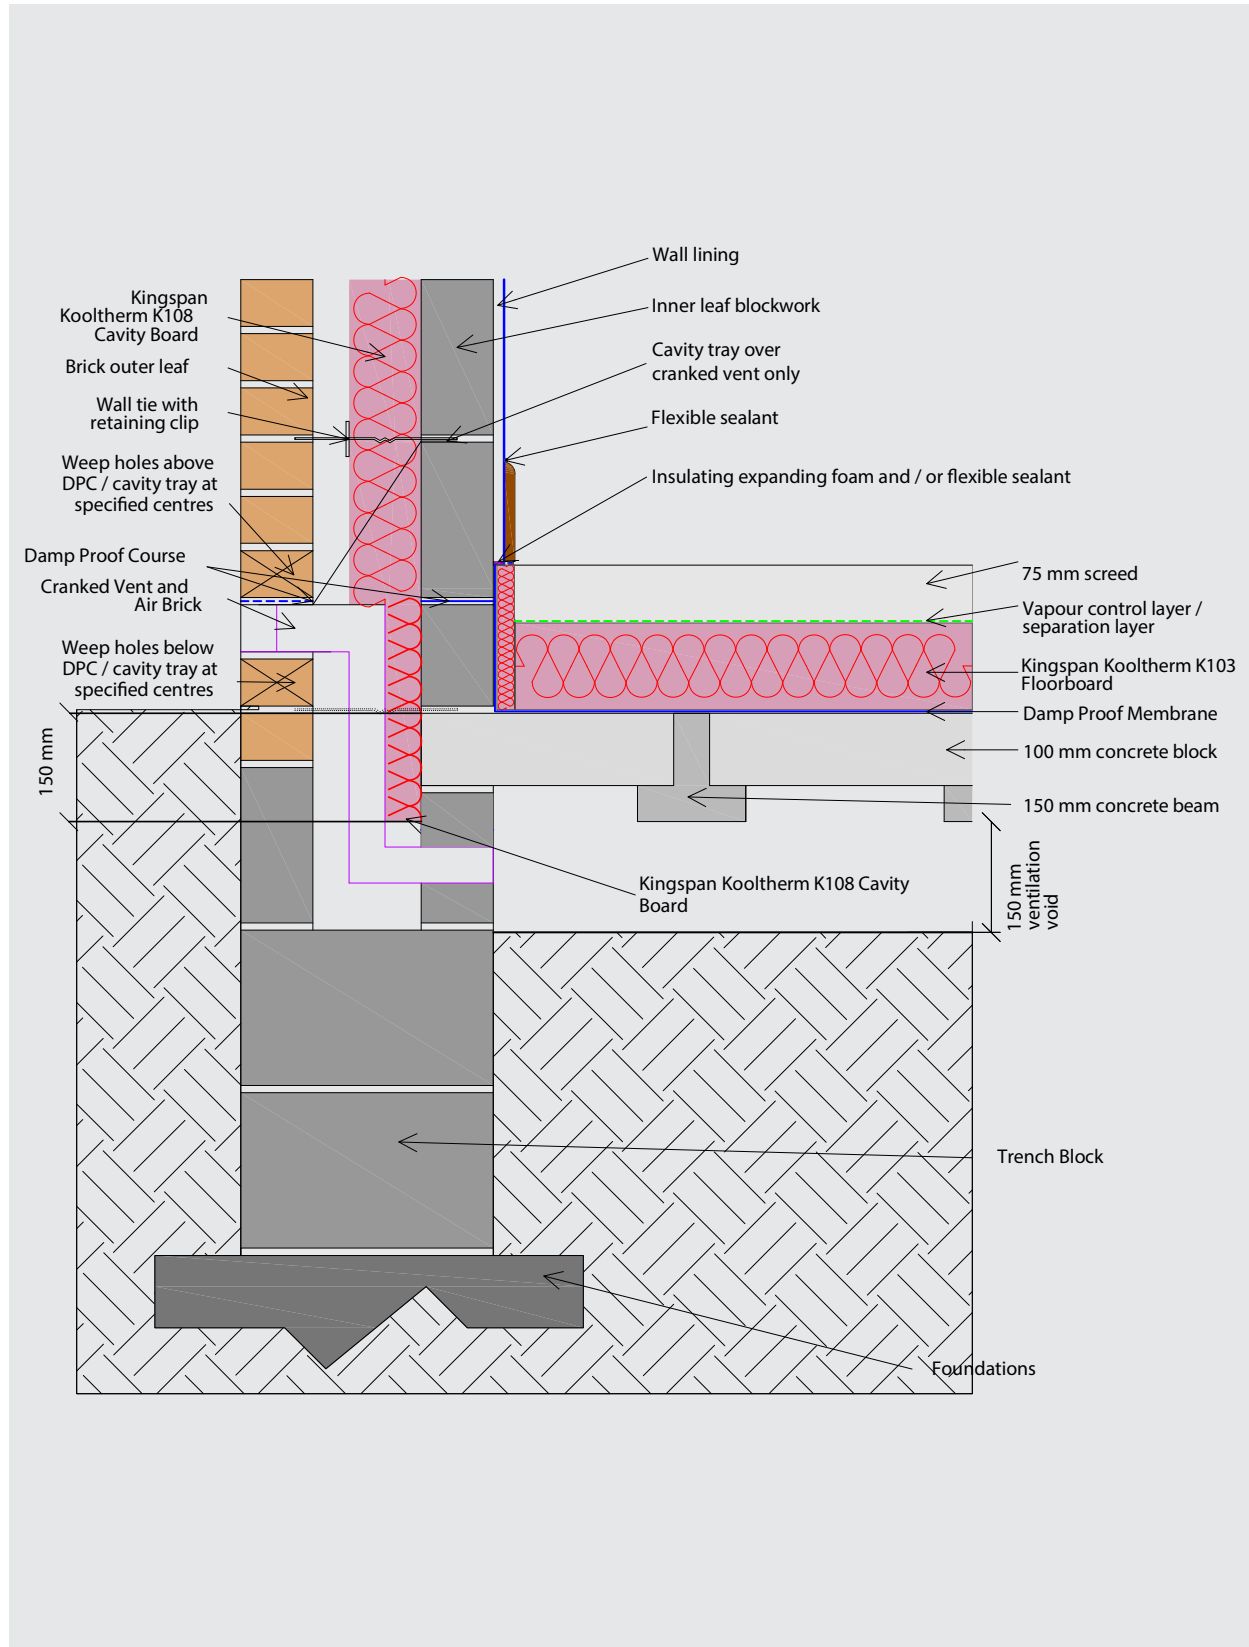 Wall lining
Kingspan
Kooltherm K108
Cavity Board
Inner leaf blockwork
Cavity tray over
cranked vent only
Brick outer leaf
Wall tie with
retaining clip
Flexible sealant
Weep holes above
DPC / cavity tray at
specified centres
Insulating expanding foam and / or flexible sealant
Damp Proof Course
Cranked Vent and
Air Brick
75 mm screed
Vapour control layer /
separation layer
Weep holes below
DPC / cavity tray at
specified centres
Kingspan Kooltherm K103
Floorboard
Damp Proof Membrane
150 mm
100 mm concrete block
150 mm concrete beam
Kingspan Kooltherm K108 Cavity
Board
150 mm
ventilation
void
Trench Block
Foundations